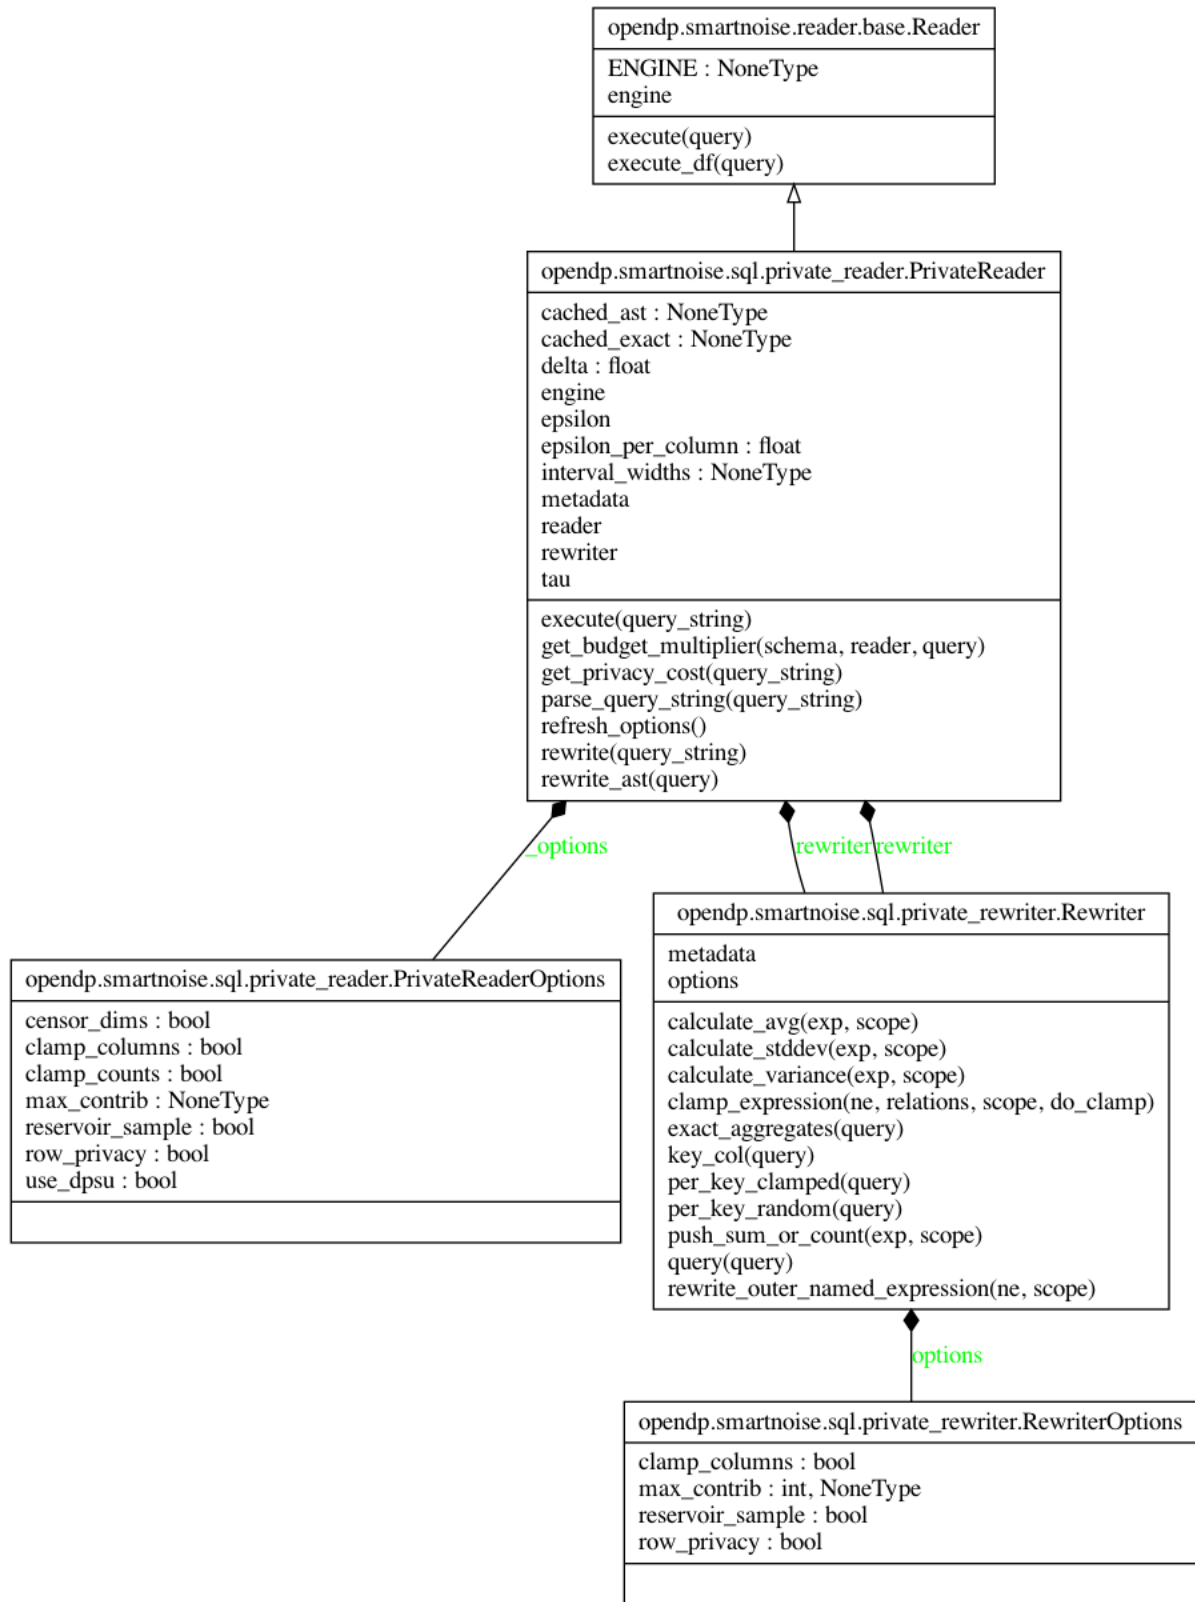 opendp.smartnoise.reader.base.Reader
ENGINE : NoneType
engine
execute(query)
execute_df(query)
opendp.smartnoise.sql.private_reader.PrivateReader
cached_ast : NoneType
cached_exact : NoneType
delta : float
engine
epsilon
epsilon_per_column : float
interval_widths : NoneType
metadata
reader
rewriter
tau
execute(query_string)
get_budget_multiplier(schema, reader, query)
get_privacy_cost(query_string)
parse_query_string(query_string)
refresh_options()
rewrite(query_string)
rewrite_ast(query)
_options
rewriter
rewriter
opendp.smartnoise.sql.private_reader.PrivateReaderOptions
censor_dims : bool
clamp_columns : bool
clamp_counts : bool
max_contrib : NoneType
reservoir_sample : bool
row_privacy : bool
use_dpsu : bool
opendp.smartnoise.sql.private_rewriter.Rewriter
metadata
options
calculate_avg(exp, scope)
calculate_stddev(exp, scope)
calculate_variance(exp, scope)
clamp_expression(ne, relations, scope, do_clamp)
exact_aggregates(query)
key_col(query)
per_key_clamped(query)
per_key_random(query)
push_sum_or_count(exp, scope)
query(query)
rewrite_outer_named_expression(ne, scope)
options
opendp.smartnoise.sql.private_rewriter.RewriterOptions
clamp_columns : bool
max_contrib : int, NoneType
reservoir_sample : bool
row_privacy : bool